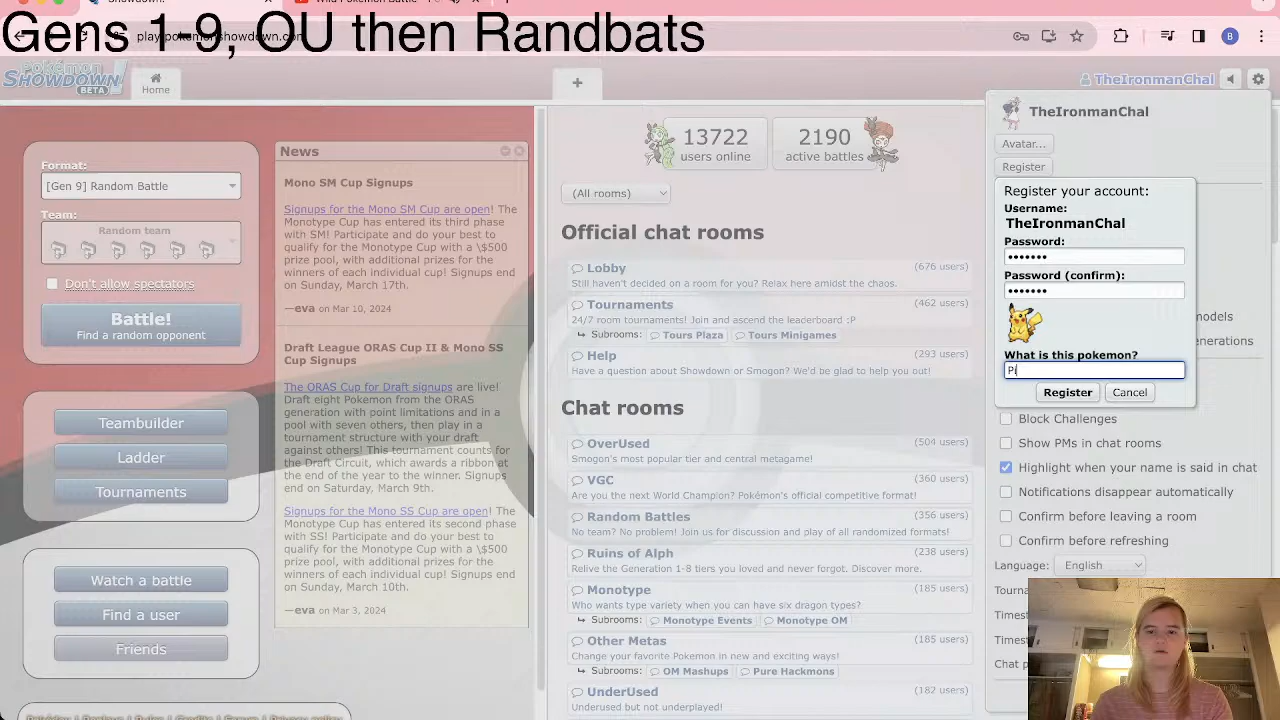 Gens 1-9, OU then Randbats
play.pokemonshowdown.com
Pokémon
SHOWDOWN!
BETA
Home
+
TheIronmanChal
Format:
[Gen 9] Random Battle
Team:
Random team
Don't allow spectators
Battle!
Find a random opponent
Teambuilder
Ladder
Tournaments
Watch a battle
Find a user
Friends
News
Mono SM Cup Signups
Signups for the Mono SM Cup are open! The
Monotype Cup has entered its third phase
with SM! Participate and do your best to
qualify for the Monotype Cup with a \$500
prize pool, with additional prizes for the
winners of each individual cup! Signups end
on Sunday, March 17th.
—eva on Mar 10, 2024
Draft League ORAS Cup II & Mono SS
Cup Signups
The ORAS Cup for Draft signups are live!
Draft eight Pokemon from the ORAS
generation with point limitations and in a
pool with seven others, then play in a
tournament structure with your draft
against others! This tournament counts for
the Draft Circuit, which awards a ribbon at
the end of the year to the winner. Signups
end on Saturday, March 9th.
Signups for the Mono SS Cup are open! The
Monotype Cup has entered its second phase
with SS! Participate and do your best to
qualify for the Monotype Cup with a \$500
prize pool, with additional prizes for the
winners of each individual cup! Signups end
on Sunday, March 10th.
—eva on Mar 3, 2024
13722
users online
2190
active battles
(All rooms)
Official chat rooms
Lobby (676 users)
Still haven't decided on a room for you? Relax here amidst the chaos.
Tournaments (462 users)
24/7 room tournaments! Join and ascend the leaderboard :P
Subrooms: Tours Plaza Tours Minigames
Help (293 users)
Have a question about Showdown or Smogon? We'd be glad to help you out!
Chat rooms
OverUsed (504 users)
Smogon's most popular tier and central metagame!
VGC (360 users)
Are you the next World Champion? Pokémon's official competitive format!
Random Battles (356 users)
No team? No problem! Join us for discussion and play of all randomized formats!
Ruins of Alph (238 users)
Relive the Generation 1-8 tiers you loved and never forgot. Discover more.
Monotype (185 users)
Who wants type variety when you can have six dragon types?
Subrooms: Monotype Events Monotype OM
Other Metas (185 users)
Change your favorite Pokemon in new and exciting ways!
Subrooms: OM Mashups Pure Hackmons
UnderUsed (182 users)
Underused but not underplayed!
TheIronmanChal
Avatar...
Register
Register your account:
Username:
TheIronmanChal
Password:
•••••••
Password (confirm):
•••••••
What is this pokemon?
Pi
Register Cancel
models
enerations
Block Challenges
Show PMs in chat rooms
Highlight when your name is said in chat
Notifications disappear automatically
Confirm before leaving a room
Confirm before refreshing
Language: English
Tourna
Timest
Timest
Chat p